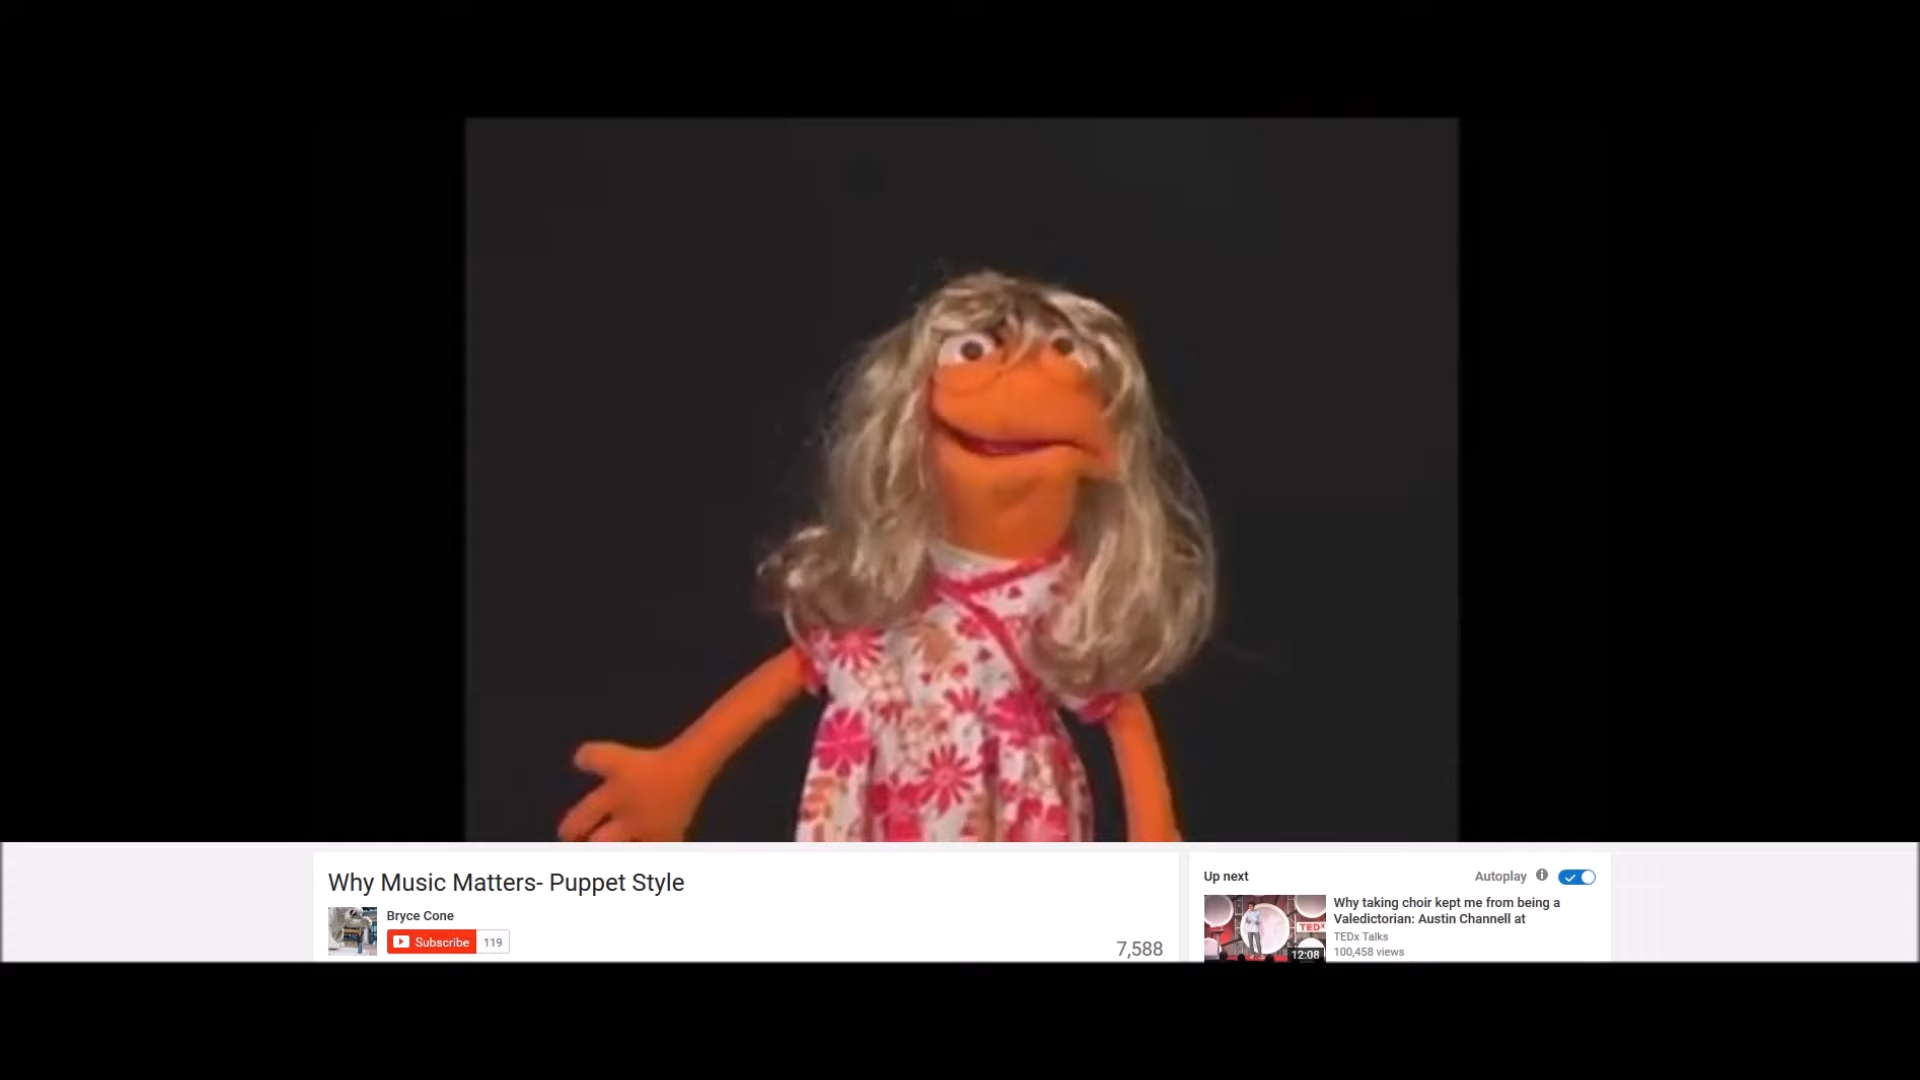 Why Music Matters- Puppet Style
Bryce Cone
Subscribe 119
7,588
Up next
Autoplay
Why taking choir kept me from being a
Valedictorian: Austin Channell at
TEDx Talks
100,458 views
TEDx
12:08